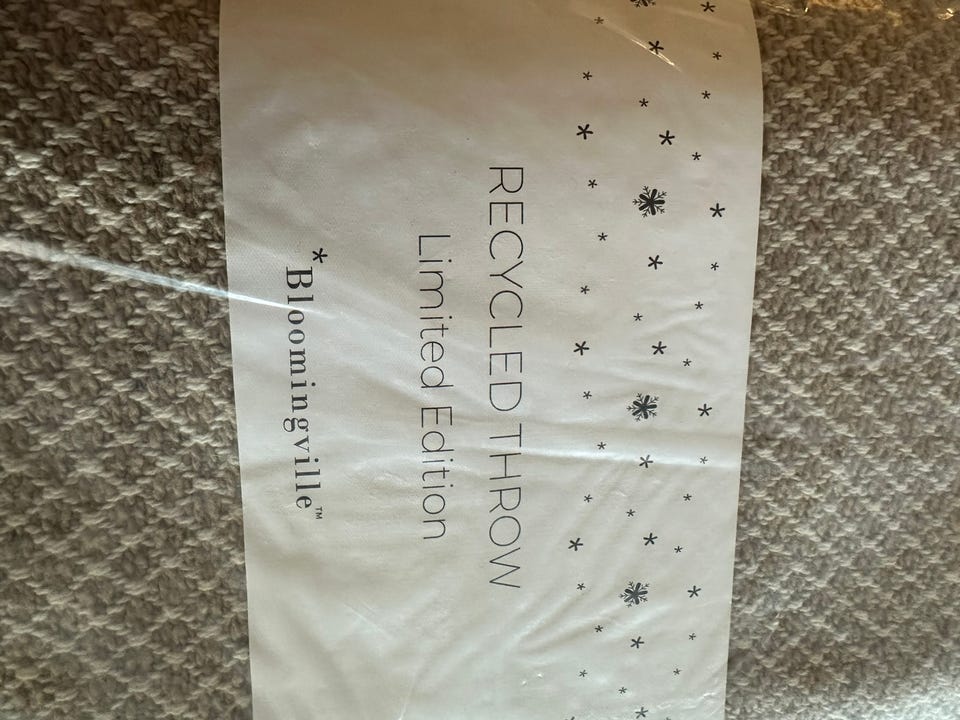 RECYCLED THROW
Limited Edition
*Bloomingville™